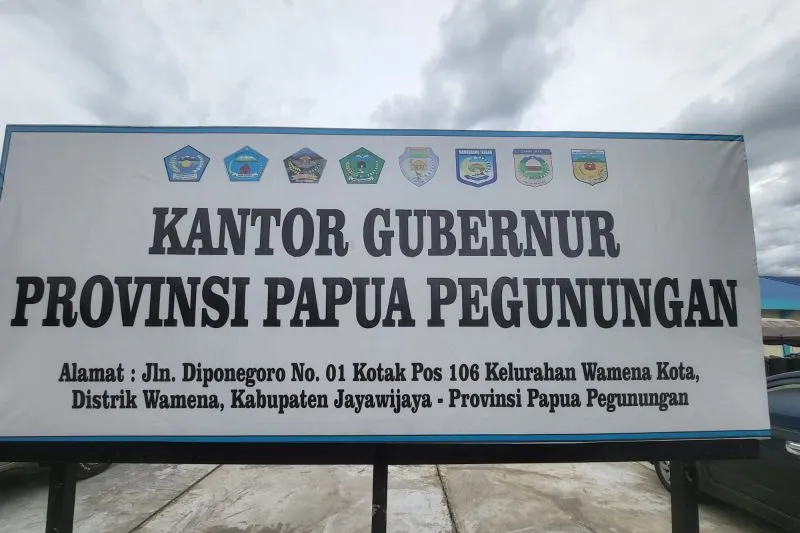 KANTOR GUBERNUR
PROVINSI PAPUA PEGUNUNGAN
Alamat : Jln. Diponegoro No. 01 Kotak Pos 106 Kelurahan Wamena Kota,
Distrik Wamena, Kabupaten Jayawijaya - Provinsi Papua Pegunungan